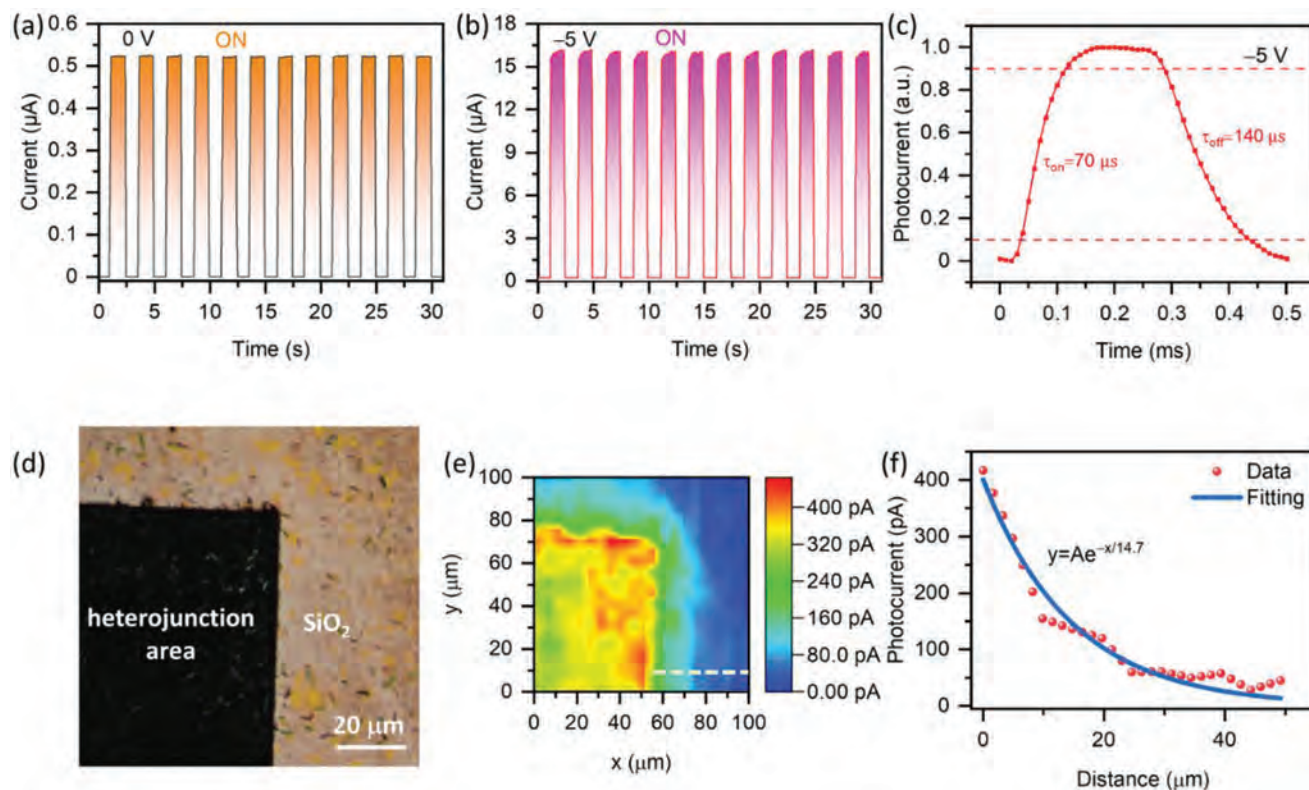 (a)
0 V
ON
0.6
0.5
0.4
0.3
0.2
0.1
0
Current (µA)
0 5 10 15 20 25 30
Time (s)
(b)
–5 V
ON
18
15
12
9
6
3
0
Current (µA)
0 5 10 15 20 25 30
Time (s)
(c)
–5 V
1.0
0.8
0.6
0.4
0.2
0
Photocurrent (a.u.)
τon=70 µs
τoff=140 µs
0 0.1 0.2 0.3 0.4 0.5
Time (ms)
(d)
heterojunction
area
SiO2
20 µm
(e)
100
80
60
40
20
0
y (µm)
0 20 40 60 80 100
x (µm)
400 pA
320 pA
240 pA
160 pA
80.0 pA
0.00 pA
(f)
400
300
200
100
0
Photocurrent (pA)
Data
Fitting
y=Ae–x/14.7
0 20 40
Distance (µm)